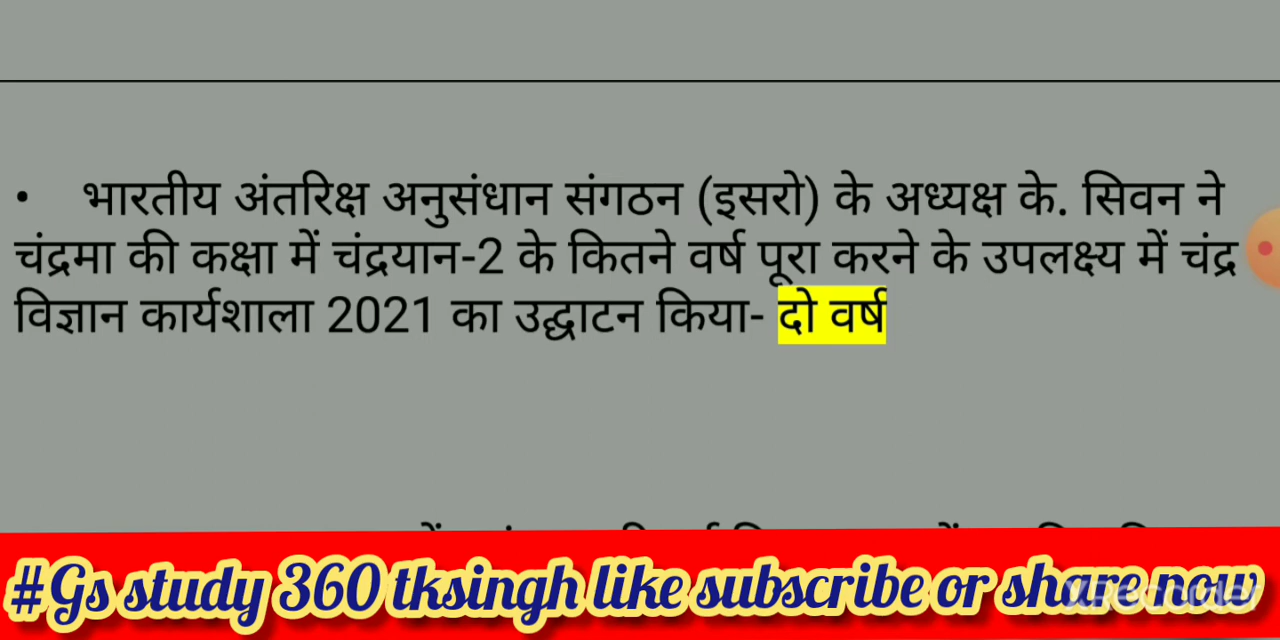 • भारतीय अंतरिक्ष अनुसंधान संगठन (इसरो) के अध्यक्ष के. सिवन ने
चंद्रमा की कक्षा में चंद्रयान-2 के कितने वर्ष पूरा करने के उपलक्ष्य में चंद्र
विज्ञान कार्यशाला 2021 का उद्घाटन किया- दो वर्ष
#Gs study 360 tksingh like subscribe or share now
XRecorder